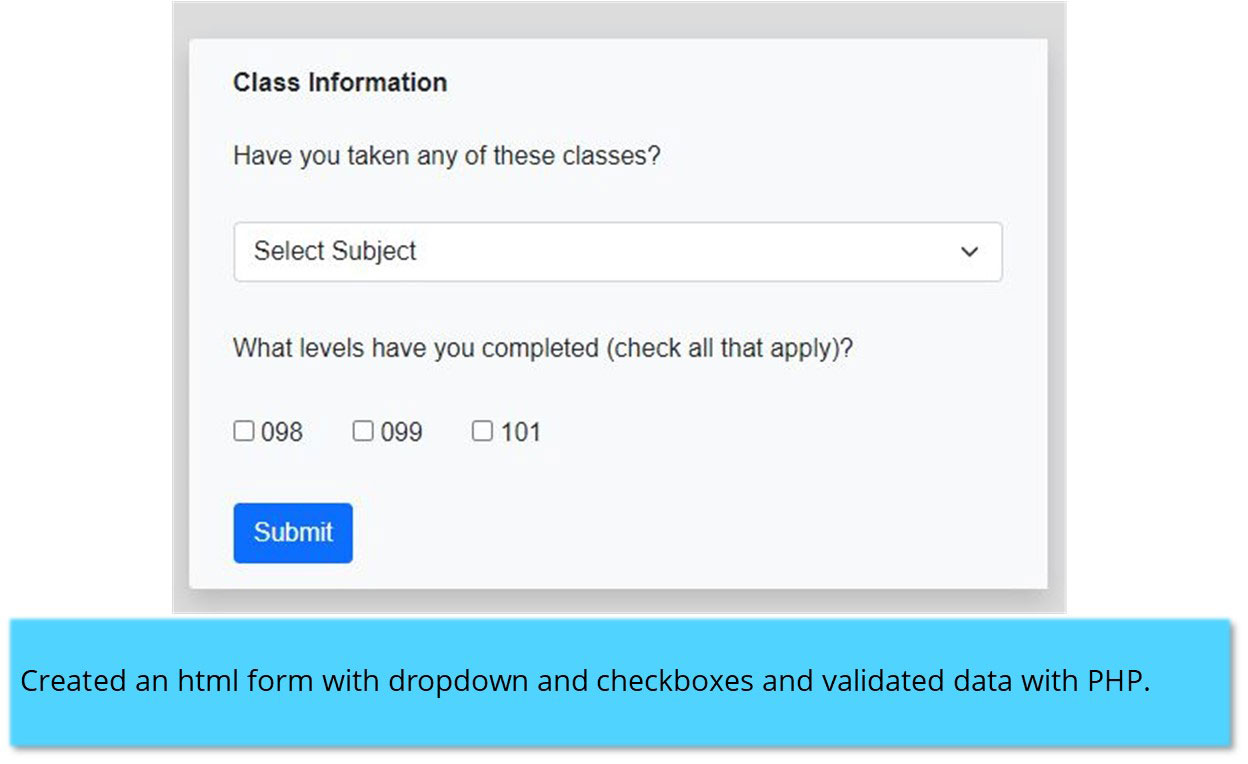 Class Information
Have you taken any of these classes?
Select Subject
What levels have you completed (check all that apply)?
098 099 101
Submit
Created an html form with dropdown and checkboxes and validated data with PHP.